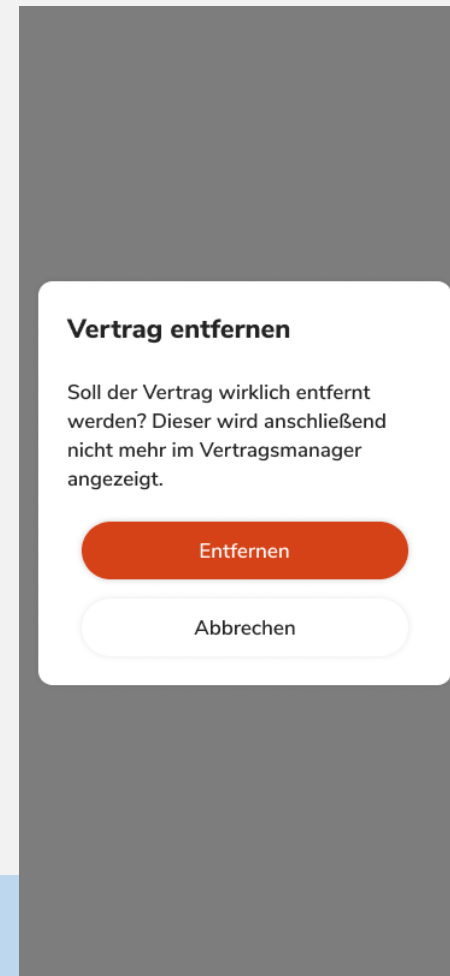 Vertrag entfernen
Soll der Vertrag wirklich entfernt
werden? Dieser wird anschließend
nicht mehr im Vertragsmanager
angezeigt.
Entfernen
Abbrechen